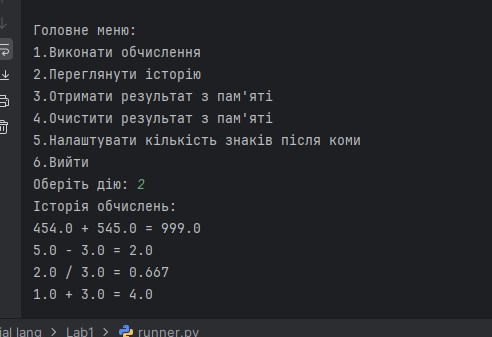 Головне меню:
1.Виконати обчислення
2.Переглянути історію
3.Отримати результат з пам'яті
4.Очистити результат з пам'яті
5.Налаштувати кількість знаків після коми
6.Вийти
Оберіть дію: 2
Історія обчислень:
454.0 + 545.0 = 999.0
5.0 - 3.0 = 2.0
2.0 / 3.0 = 0.667
1.0 + 3.0 = 4.0
ial lang > Lab1 > runner.py